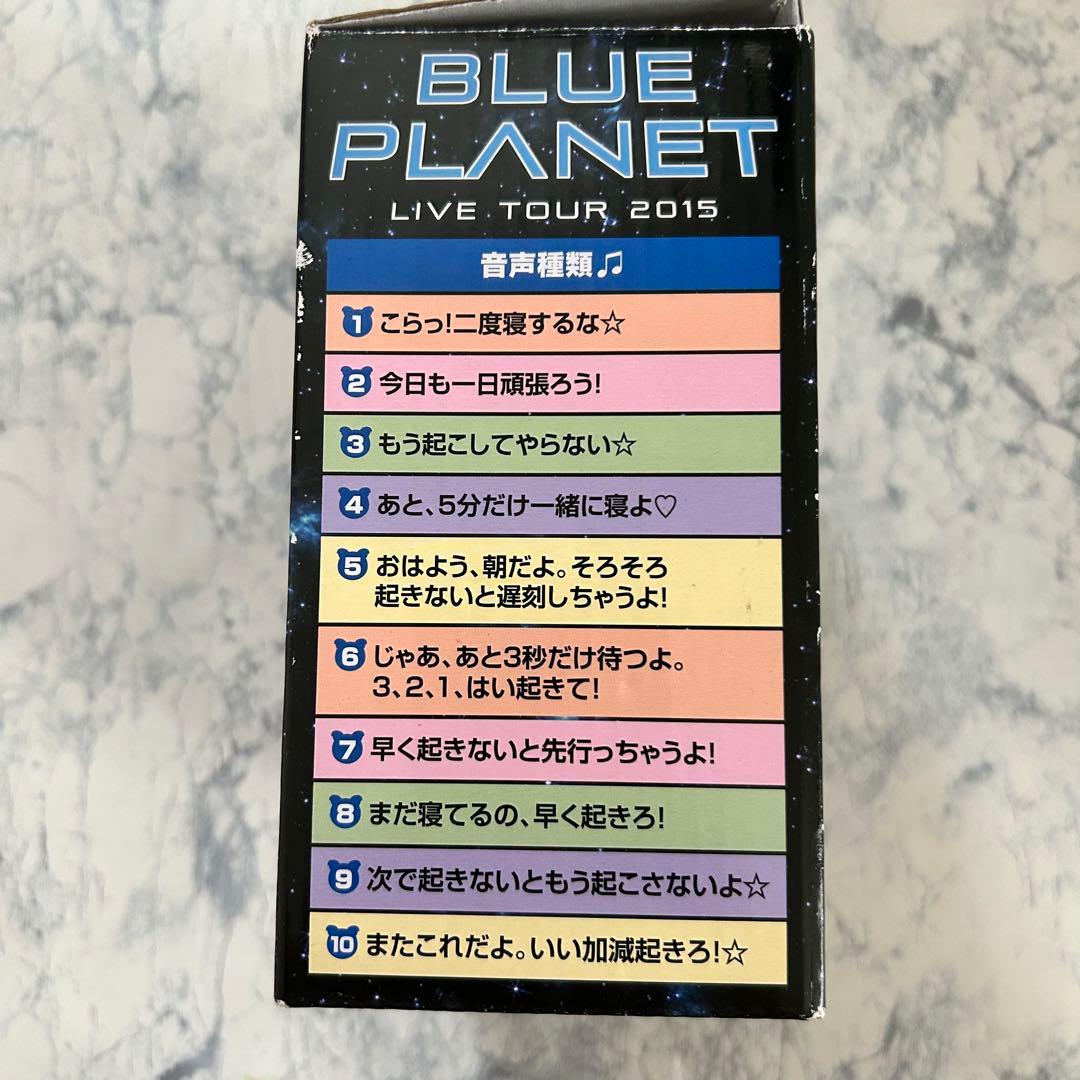 BLUE
PLANET
LIVE TOUR 2015
音声種類♫
1 こらっ!二度寝するな☆
2 今日も一日頑張ろう!
3 もう起こしてやらない☆
4 あと、5分だけ一緒に寝よ♡
5 おはよう、朝だよ。そろそろ
起きないと遅刻しちゃうよ!
6 じゃあ、あと3秒だけ待つよ。
3、2、1、はい起きて!
7 早く起きないと先行っちゃうよ!
8 まだ寝てるの、早く起きろ!
9 次で起きないともう起こさないよ☆
10 またこれだよ。いい加減起きろ!☆